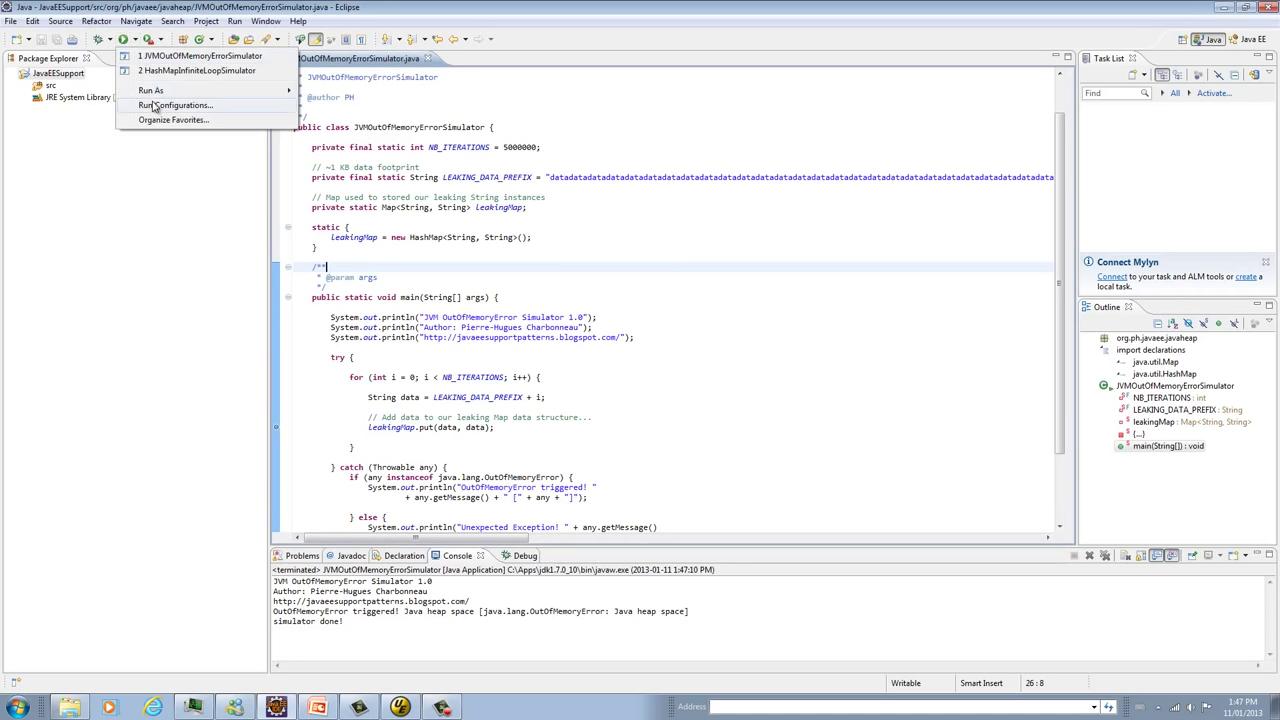 Java - JavaEESupport/src/org/ph/javaee/javaheap/JVMOutOfMemoryErrorSimulator.java - Eclipse
File Edit Source Refactor Navigate Search Project Run Window Help
Java Java EE
Package Explorer
JavaEESupport
src
JRE System Library [
1 JVMOutOfMemoryErrorSimulator
2 HashMapInfiniteLoopSimulator
Run As
Run Configurations...
Organize Favorites...
OutOfMemoryErrorSimulator.java
* JVMOutOfMemoryErrorSimulator
* @author PH
*/
public class JVMOutOfMemoryErrorSimulator {
private final static int NB_ITERATIONS = 5000000;
// ~1 KB data footprint
private final static String LEAKING_DATA_PREFIX = "datadatadatadatadatadatadatadatadatadatadatadatadatadatadatadatadatadatadatadatadatadatadatadatadatadatadata
// Map used to stored our leaking String instances
private static Map<String, String> leakingMap;
static {
leakingMap = new HashMap<String, String>();
}
/**
* @param args
*/
public static void main(String[] args) {
System.out.println("JVM OutOfMemoryError Simulator 1.0");
System.out.println("Author: Pierre-Hugues Charbonneau");
System.out.println("http://javaeesupportpatterns.blogspot.com/");
try {
for (int i = 0; i < NB_ITERATIONS; i++) {
String data = LEAKING_DATA_PREFIX + i;
// Add data to our leaking Map data structure...
leakingMap.put(data, data);
}
} catch (Throwable any) {
if (any instanceof java.lang.OutOfMemoryError) {
System.out.println("OutOfMemoryError triggered! "
+ any.getMessage() + " [" + any + "]");
} else {
System.out.println("Unexpected Exception! " + any.getMessage()
Task List
Find All Activate...
Connect Mylyn
Connect to your task and ALM tools or create a
local task.
Outline
org.ph.javaee.javaheap
import declarations
java.util.Map
java.util.HashMap
JVMOutOfMemoryErrorSimulator
NB_ITERATIONS : int
LEAKING_DATA_PREFIX : String
leakingMap : Map<String, String>
{...}
main(String[]) : void
Problems Javadoc Declaration Console Debug
<terminated> JVMOutOfMemoryErrorSimulator [Java Application] C:\Apps\jdk1.7.0_10\bin\javaw.exe (2013-01-11 1:47:10 PM)
JVM OutOfMemoryError Simulator 1.0
Author: Pierre-Hugues Charbonneau
http://javaeesupportpatterns.blogspot.com/
OutOfMemoryError triggered! Java heap space [java.lang.OutOfMemoryError: Java heap space]
simulator done!
Writable Smart Insert 26 : 8
Address
1:47 PM
11/01/2013